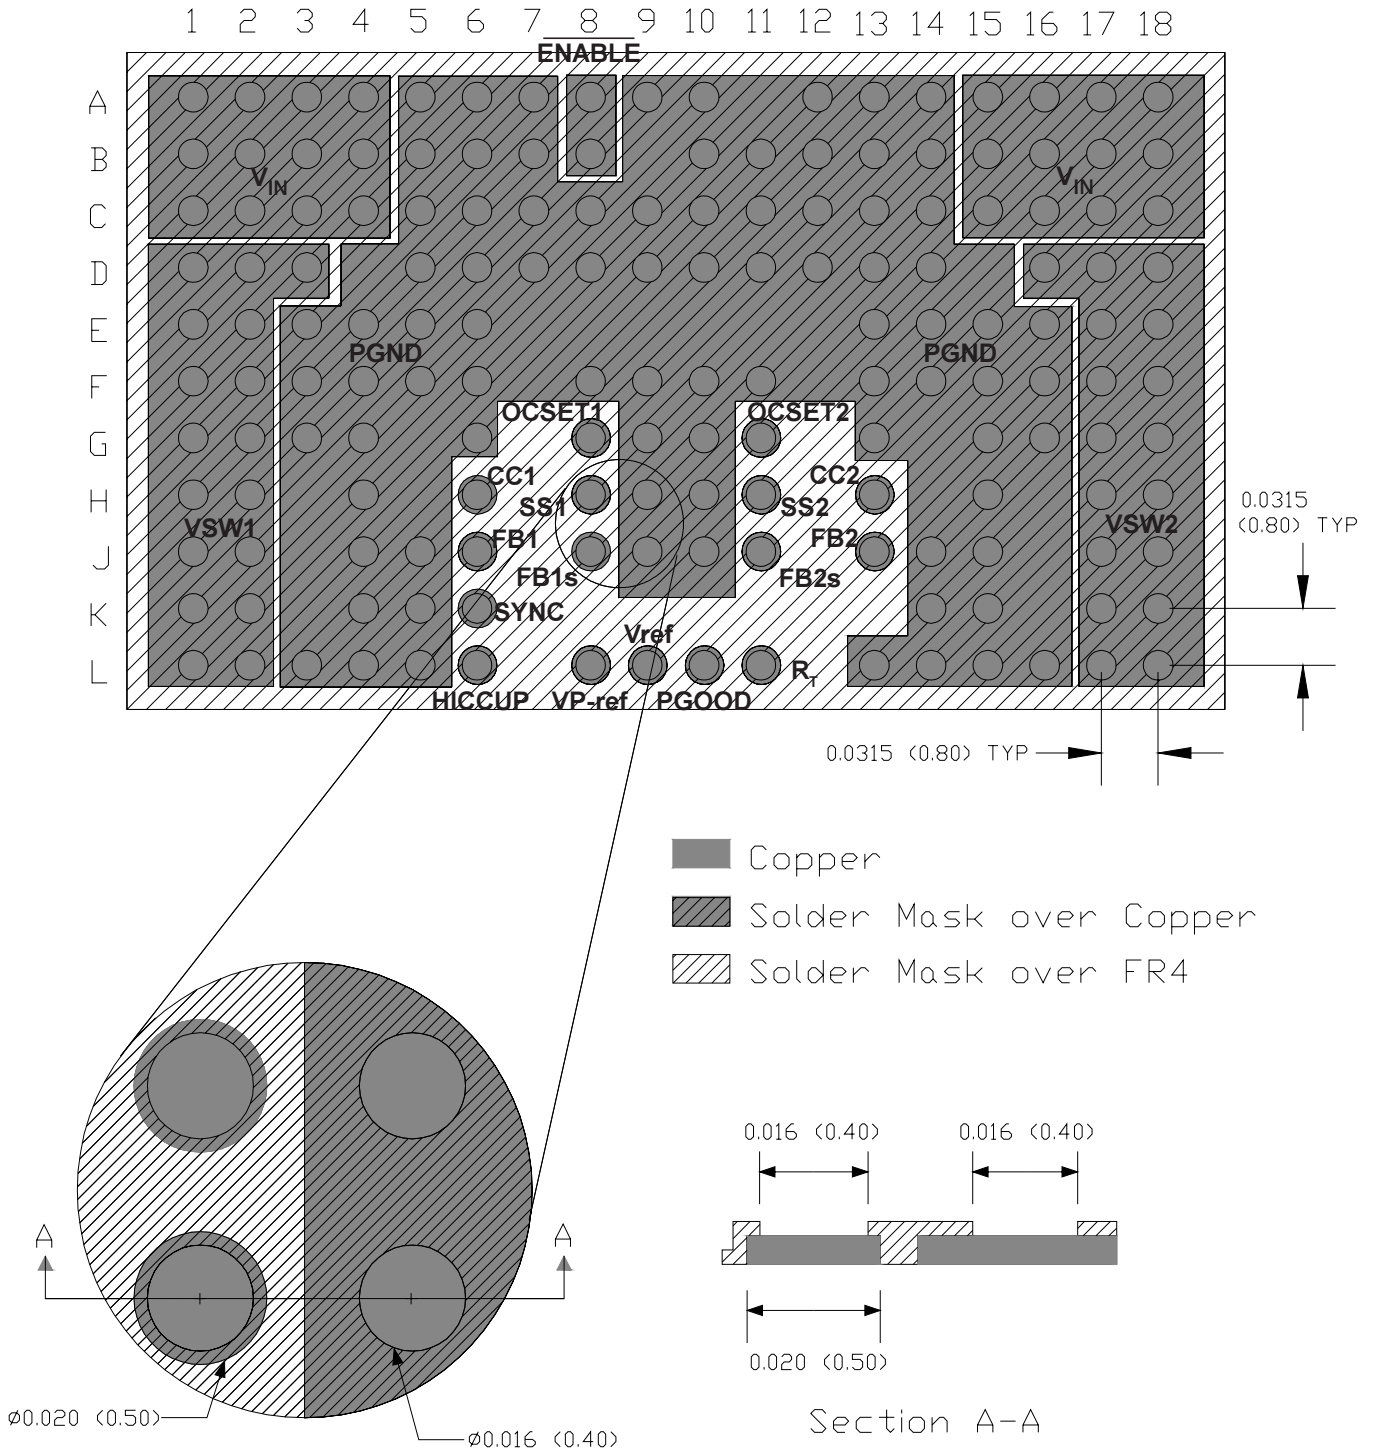 1 2 3 4 5 6 7 8 9 10 11 12 13 14 15 16 17 18
ENABLE
A
B
VIN VIN
C
D
E
PGND PGND
F
OCSET1 OCSET2
G
CC1 CC2
H
SS1 SS2
0.0315
(0.80) TYP
VSW1 VSW2
FB1 FB2
J
FB1s FB2s
K
SYNC
Vref
L
RT
HICCUP VP-ref PGOOD
0.0315 (0.80) TYP
Copper
Solder Mask over Copper
Solder Mask over FR4
0.016 (0.40) 0.016 (0.40)
A A
0.020 (0.50)
Ø0.020 (0.50)
Ø0.016 (0.40)
Section A-A